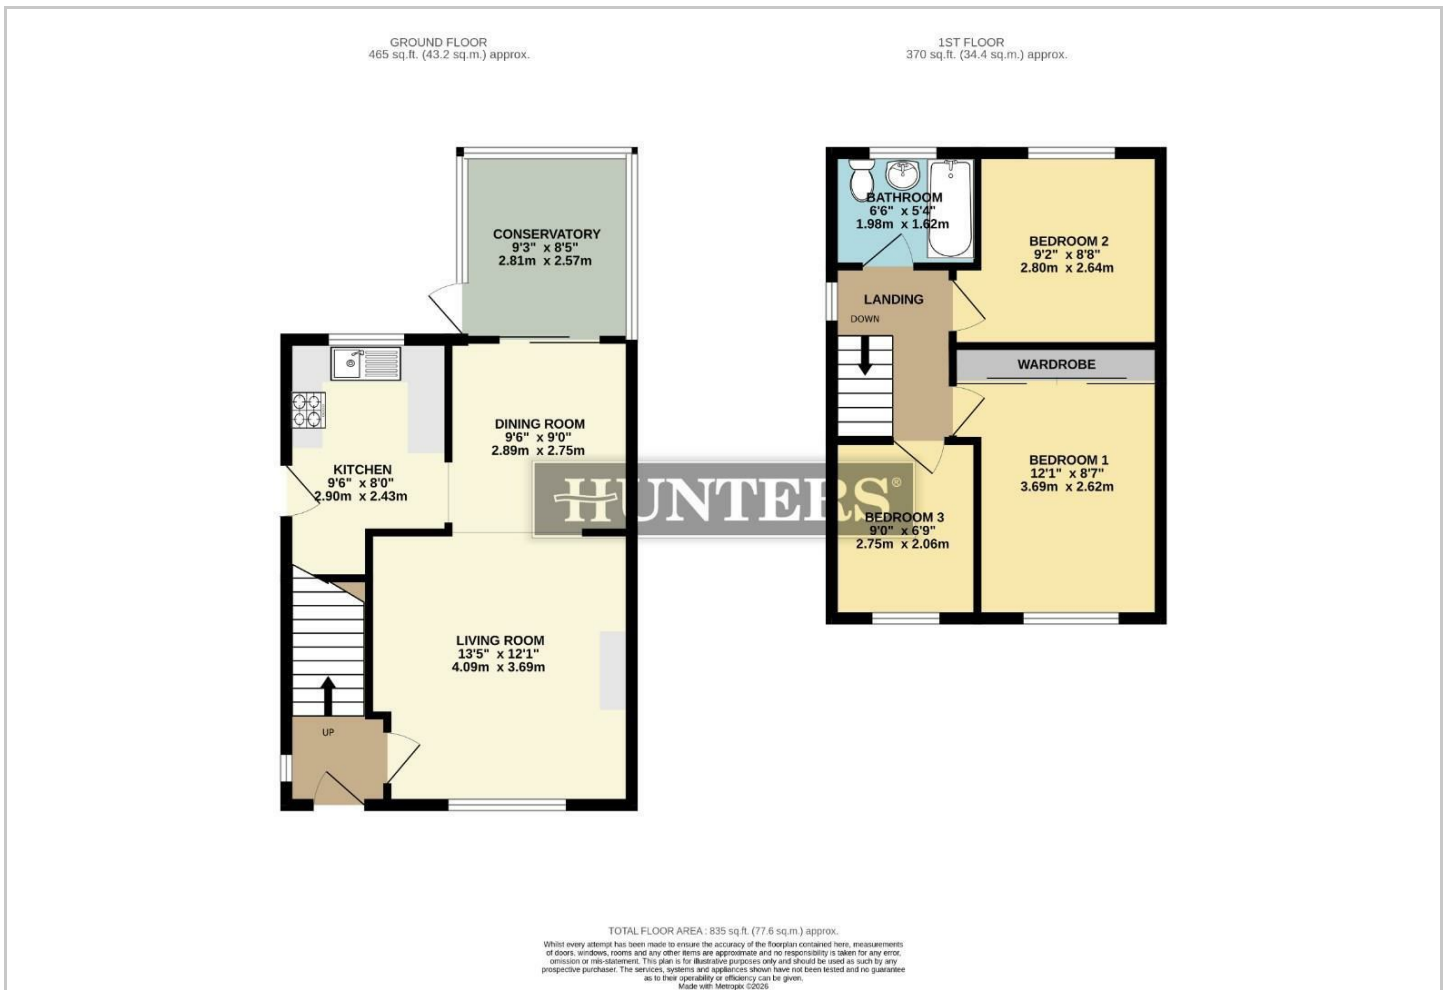 GROUND FLOOR
465 sq.ft. (43.2 sq.m.) approx.
1ST FLOOR
370 sq.ft. (34.4 sq.m.) approx.
CONSERVATORY
9'3" x 8'5"
2.81m x 2.57m
DINING ROOM
9'6" x 9'0"
2.89m x 2.75m
KITCHEN
9'6" x 8'0"
2.90m x 2.43m
LIVING ROOM
13'5" x 12'1"
4.09m x 3.69m
UP
BATHROOM
6'6" x 5'4"
1.98m x 1.62m
BEDROOM 2
9'2" x 8'8"
2.80m x 2.64m
LANDING
DOWN
WARDROBE
BEDROOM 1
12'1" x 8'7"
3.69m x 2.62m
BEDROOM 3
9'0" x 6'9"
2.75m x 2.06m
HUNTERS®
TOTAL FLOOR AREA : 835 sq.ft. (77.6 sq.m.) approx.
Whilst every attempt has been made to ensure the accuracy of the floorplan contained here, measurements
of doors, windows, rooms and any other items are approximate and no responsibility is taken for any error,
omission or mis-statement. This plan is for illustrative purposes only and should be used as such by any
prospective purchaser. The services, systems and appliances shown have not been tested and no guarantee
as to their operability or efficiency can be given.
Made with Metropix ©2026